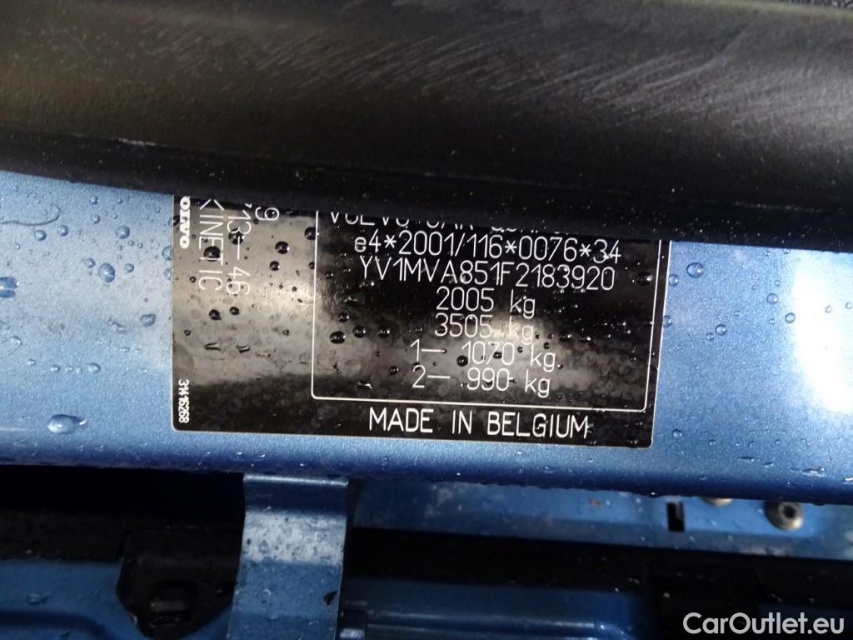 e4*2001/116*0076*34
YV1MVA851F2183920
2005 kg
3505 kg
1— 1070 kg
2— 990 kg
MADE IN BELGIUM
KINETIC
31415268
CarOutlet.eu